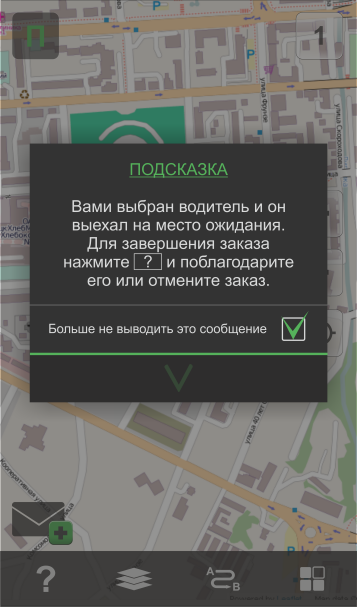 П
1
ПОДСКАЗКА
Вами выбран водитель и он
выехал на место ожидания.
Для завершения заказа
нажмите ? и поблагодарите
его или отмените заказ.
Больше не выводить это сообщение
?
A
B